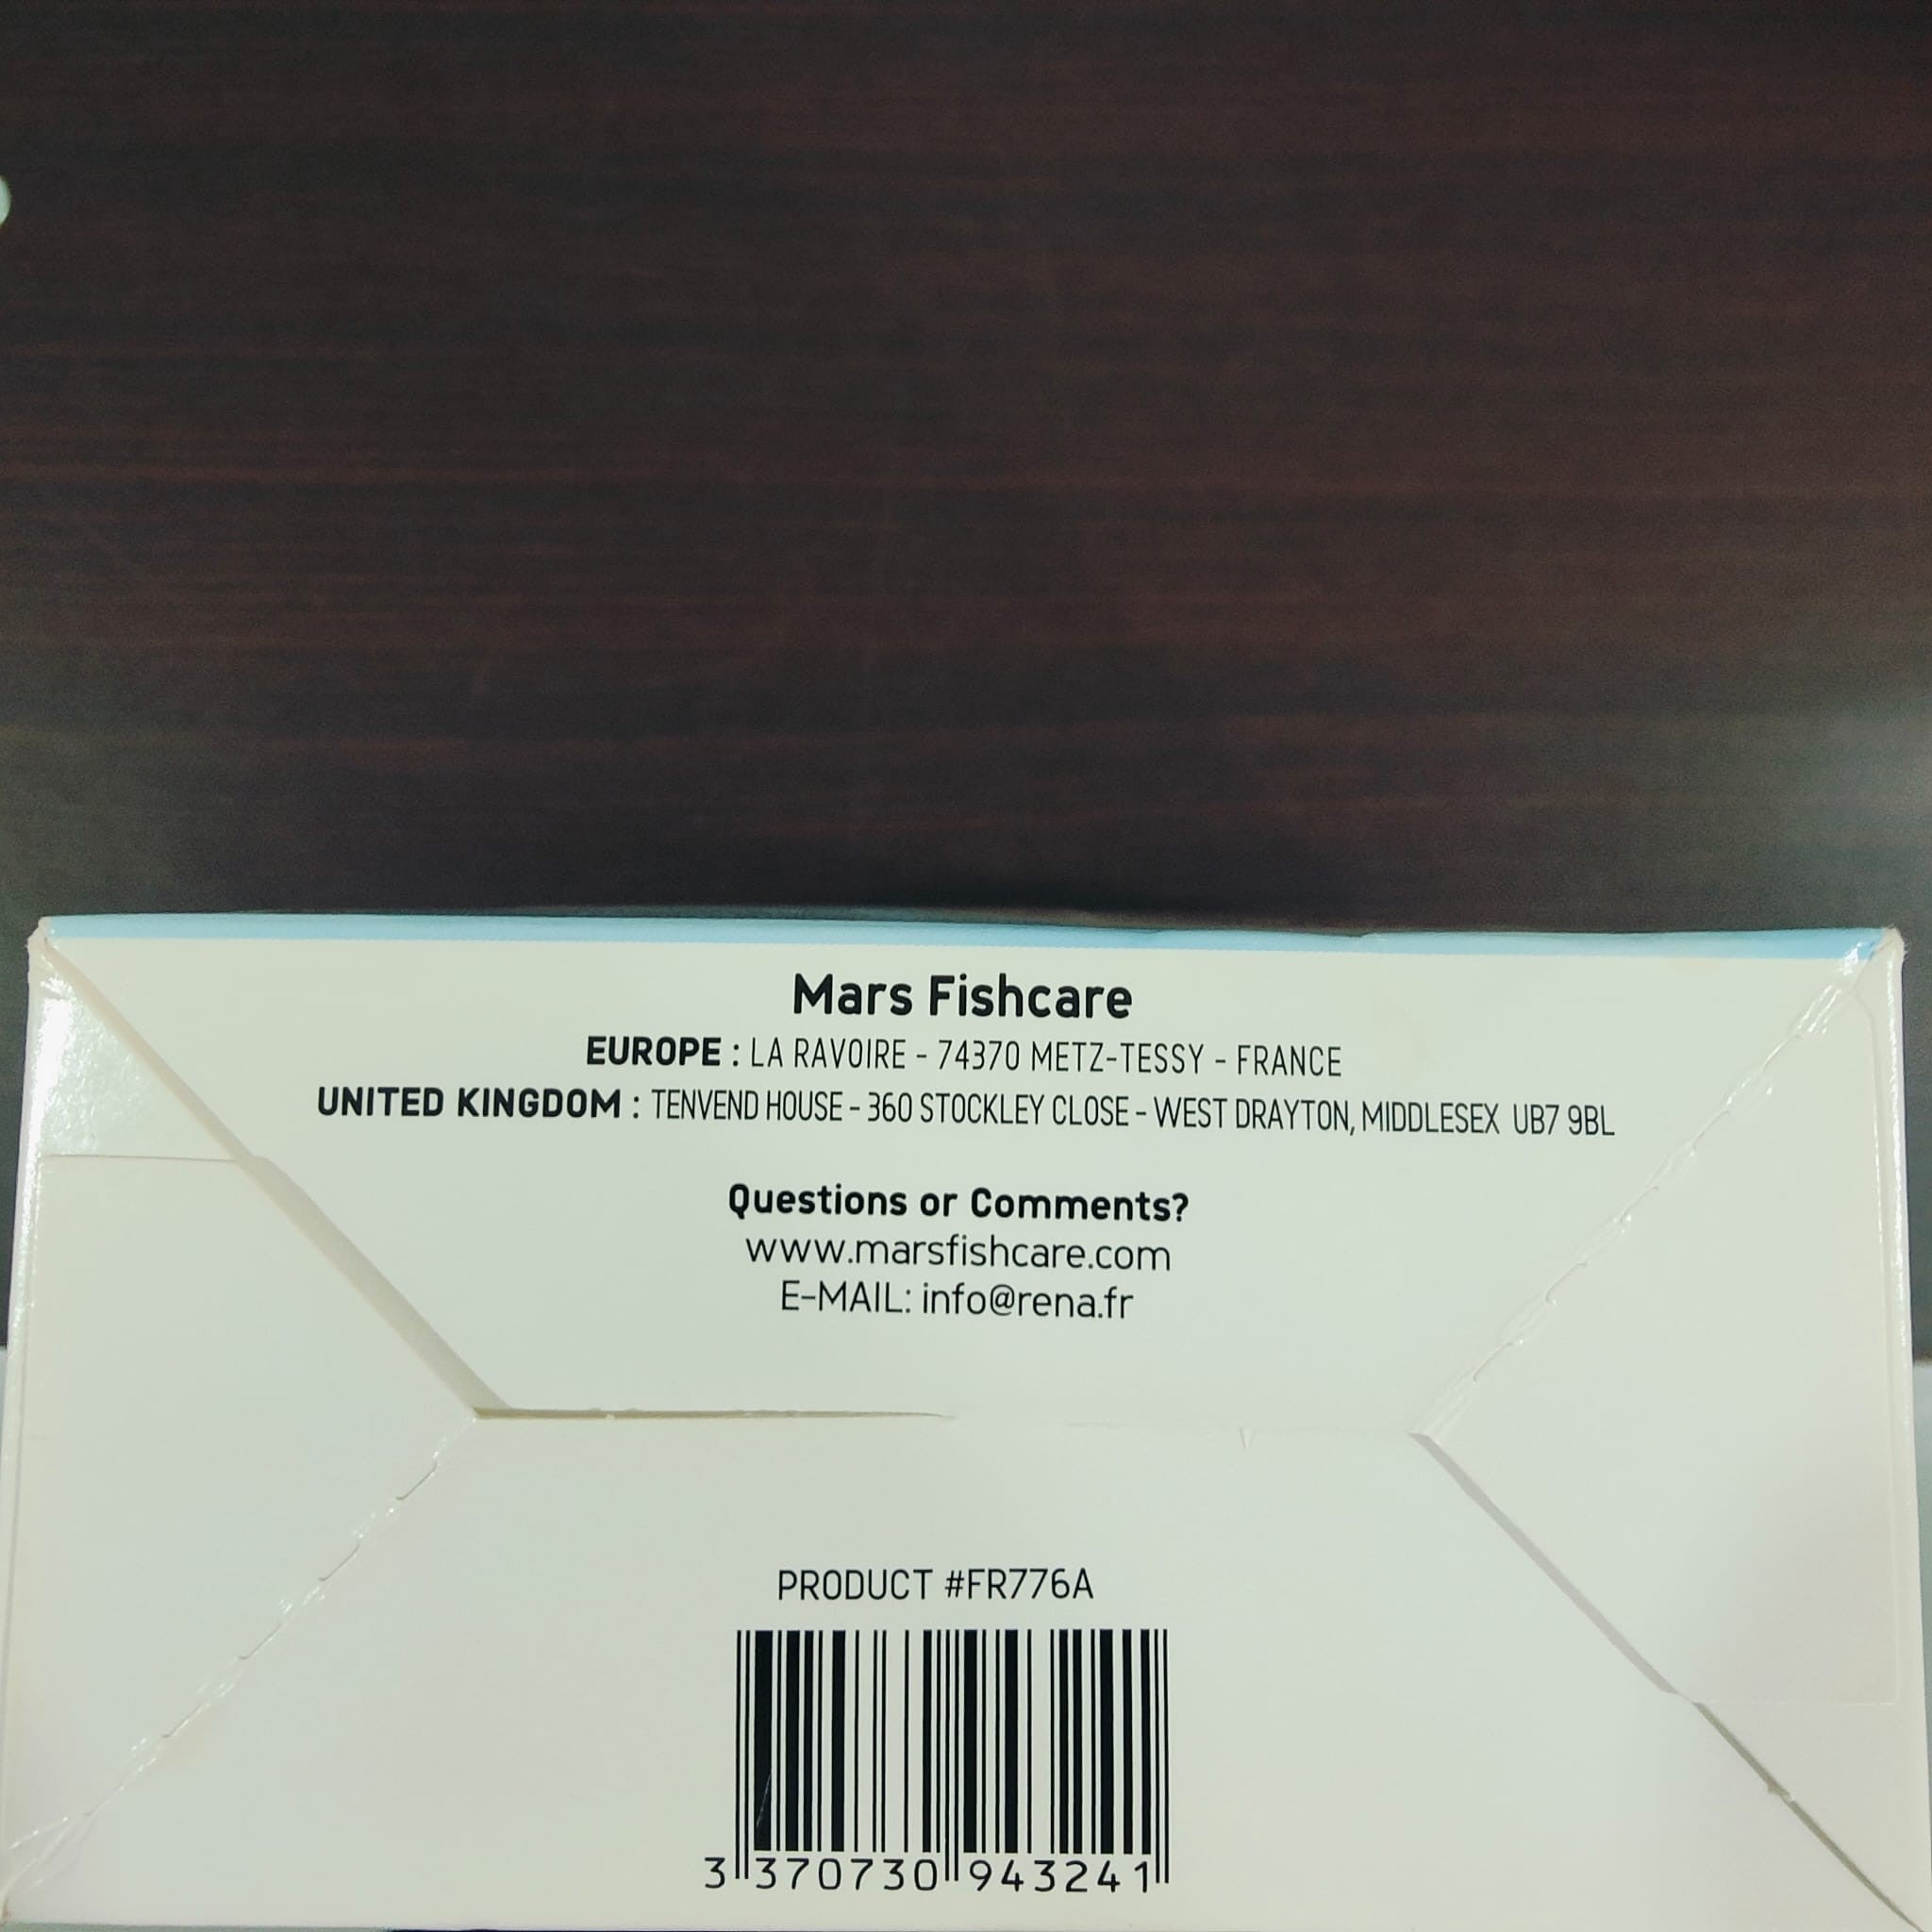 Mars Fishcare
EUROPE : LA RAVOIRE - 74370 METZ-TESSY - FRANCE
UNITED KINGDOM : TENVEND HOUSE - 360 STOCKLEY CLOSE - WEST DRAYTON, MIDDLESEX UB7 9BL
Questions or Comments?
www.marsfishcare.com
E-MAIL: info@rena.fr
PRODUCT #FR776A
3 370730 943241